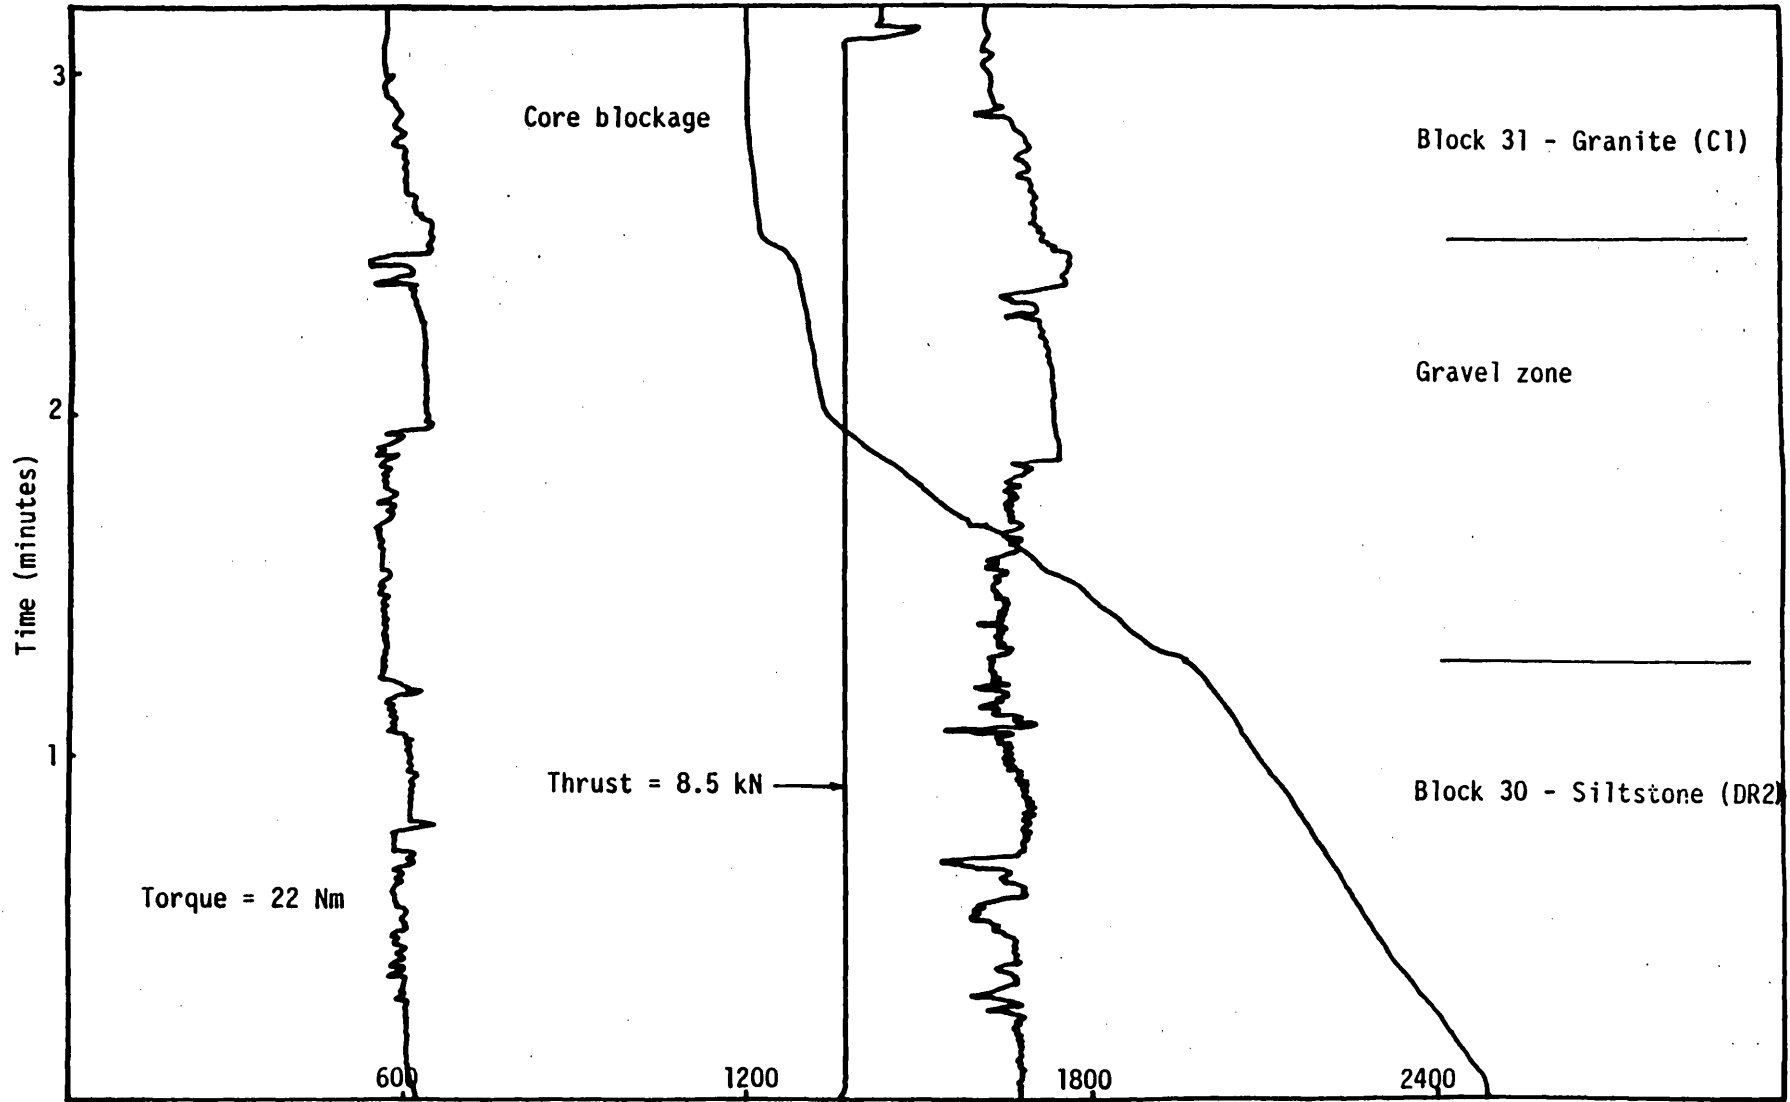 3
Core blockage
Block 31 - Granite (C1)
Gravel zone
2
Time (minutes)
1
Thrust = 8.5 kN
Block 30 - Siltstone (DR2)
Torque = 22 Nm
600
1200
1800
2400